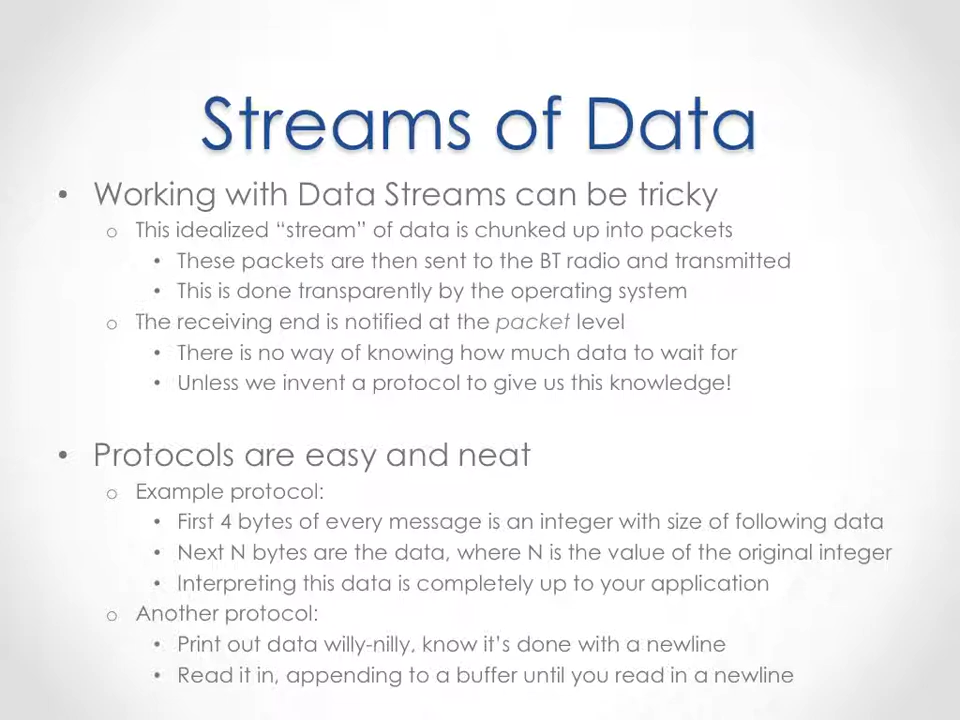 Streams of Data
• Working with Data Streams can be tricky
o This idealized “stream” of data is chunked up into packets
• These packets are then sent to the BT radio and transmitted
• This is done transparently by the operating system
o The receiving end is notified at the packet level
• There is no way of knowing how much data to wait for
• Unless we invent a protocol to give us this knowledge!
• Protocols are easy and neat
o Example protocol:
• First 4 bytes of every message is an integer with size of following data
• Next N bytes are the data, where N is the value of the original integer
• Interpreting this data is completely up to your application
o Another protocol:
• Print out data willy-nilly, know it’s done with a newline
• Read it in, appending to a buffer until you read in a newline